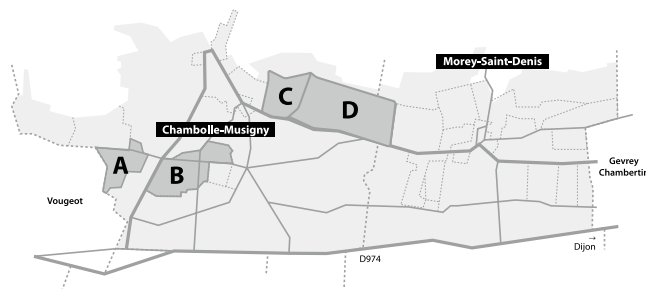 Morey-Saint-Denis
C
D
Chambolle-Musigny
A
B
Gevrey
Chambertin
Vougeot
→
Dijon
D974